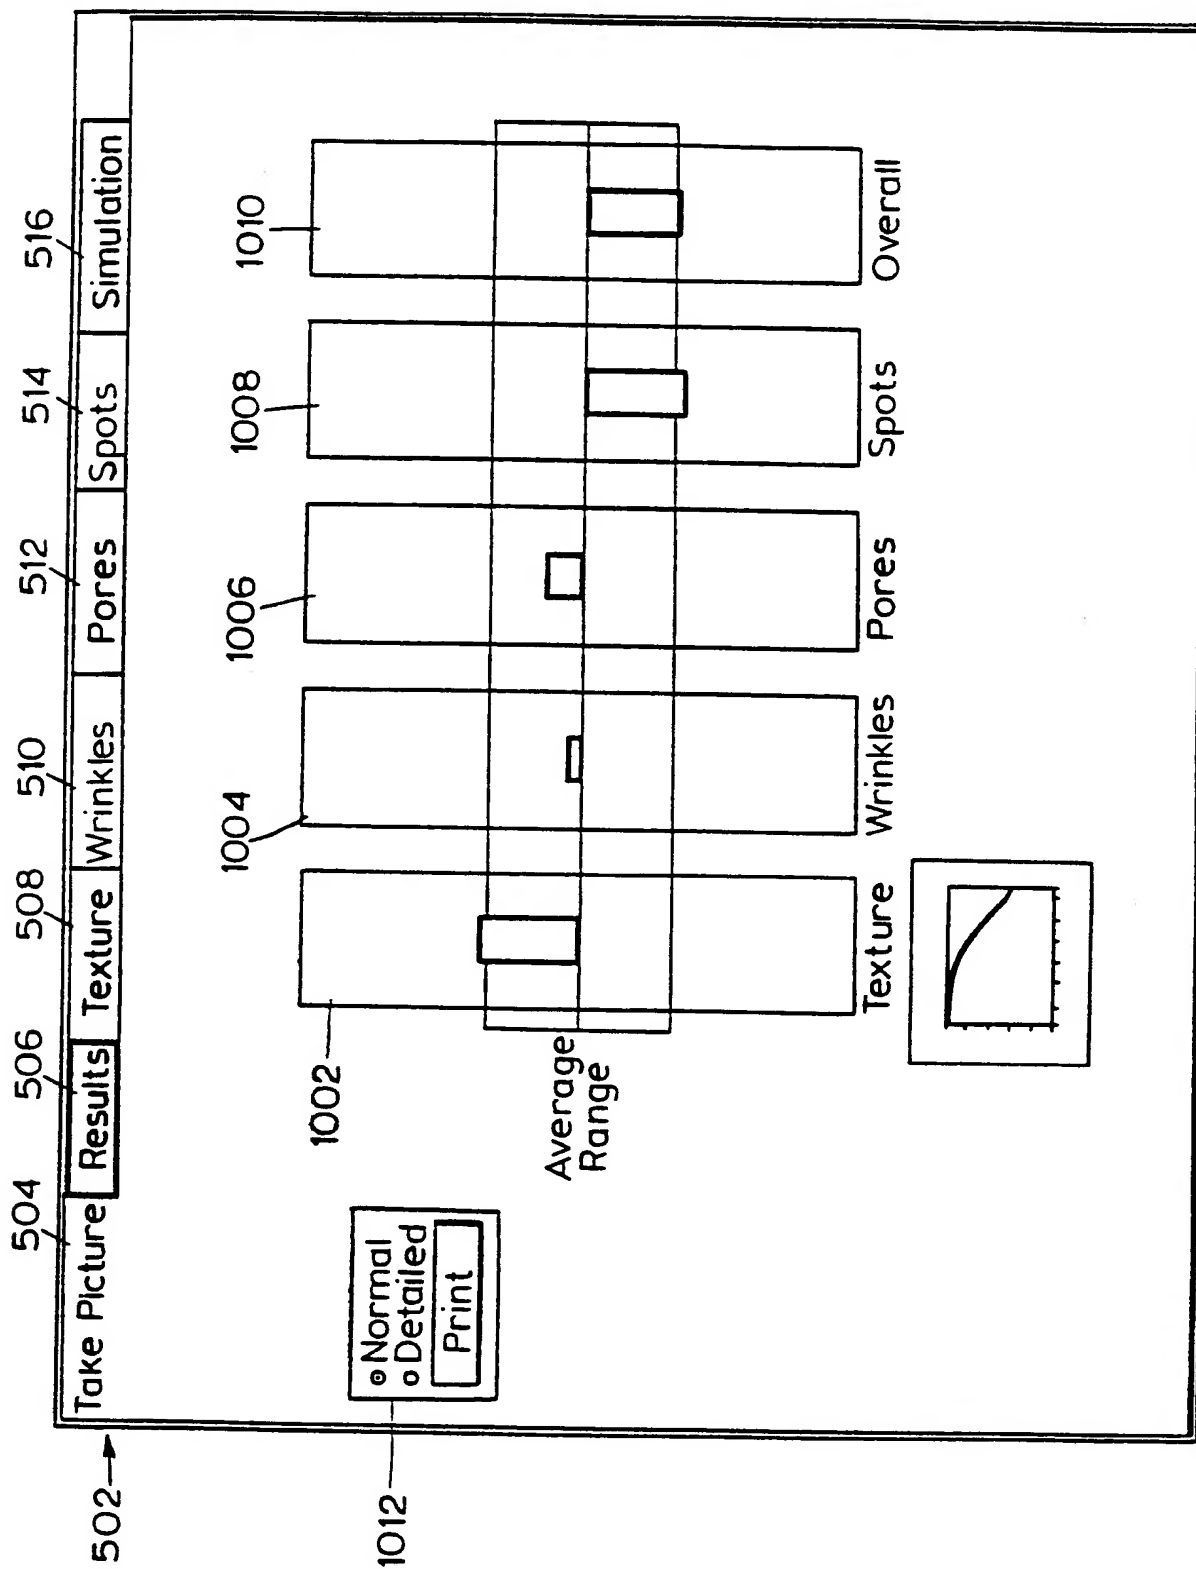 504
506
508
510
512
514
516
502
Take Picture
Results
Texture
Wrinkles
Pores
Spots
Simulation
1002
1004
1006
1008
1010
1012
Normal
Detailed
Print
Average
Range
Texture
Wrinkles
Pores
Spots
Overall